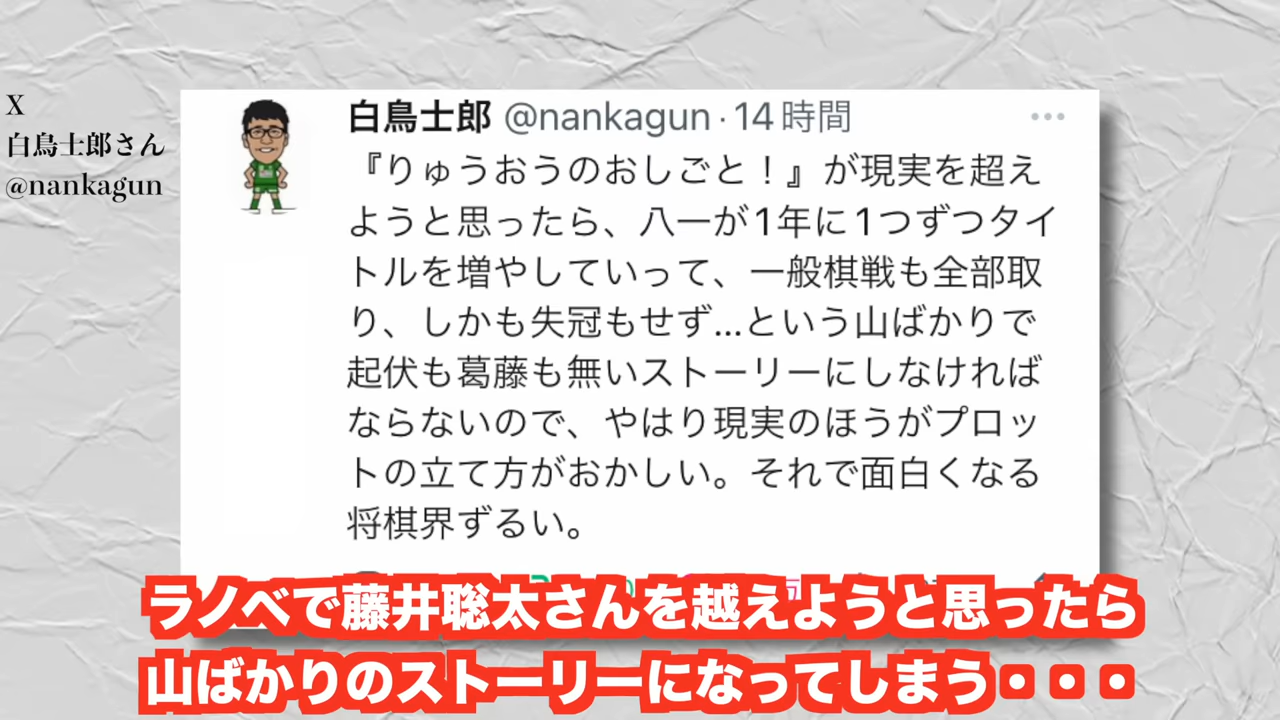 X
白鳥士郎さん
@nankagun
白鳥士郎 @nankagun · 14時間
『りゅうおうのおしごと！』が現実を超え
ようと思ったら、八一が1年に1つずつタイ
トルを増やしていって、一般棋戦も全部取
り、しかも失冠もせず…という山ばかりで
起伏も葛藤も無いストーリーにしなければ
ならないので、やはり現実のほうがプロッ
トの立て方がおかしい。それで面白くなる
将棋界ずるい。
ラノベで藤井聡太さんを越えようと思ったら
山ばかりのストーリーになってしまう・・・